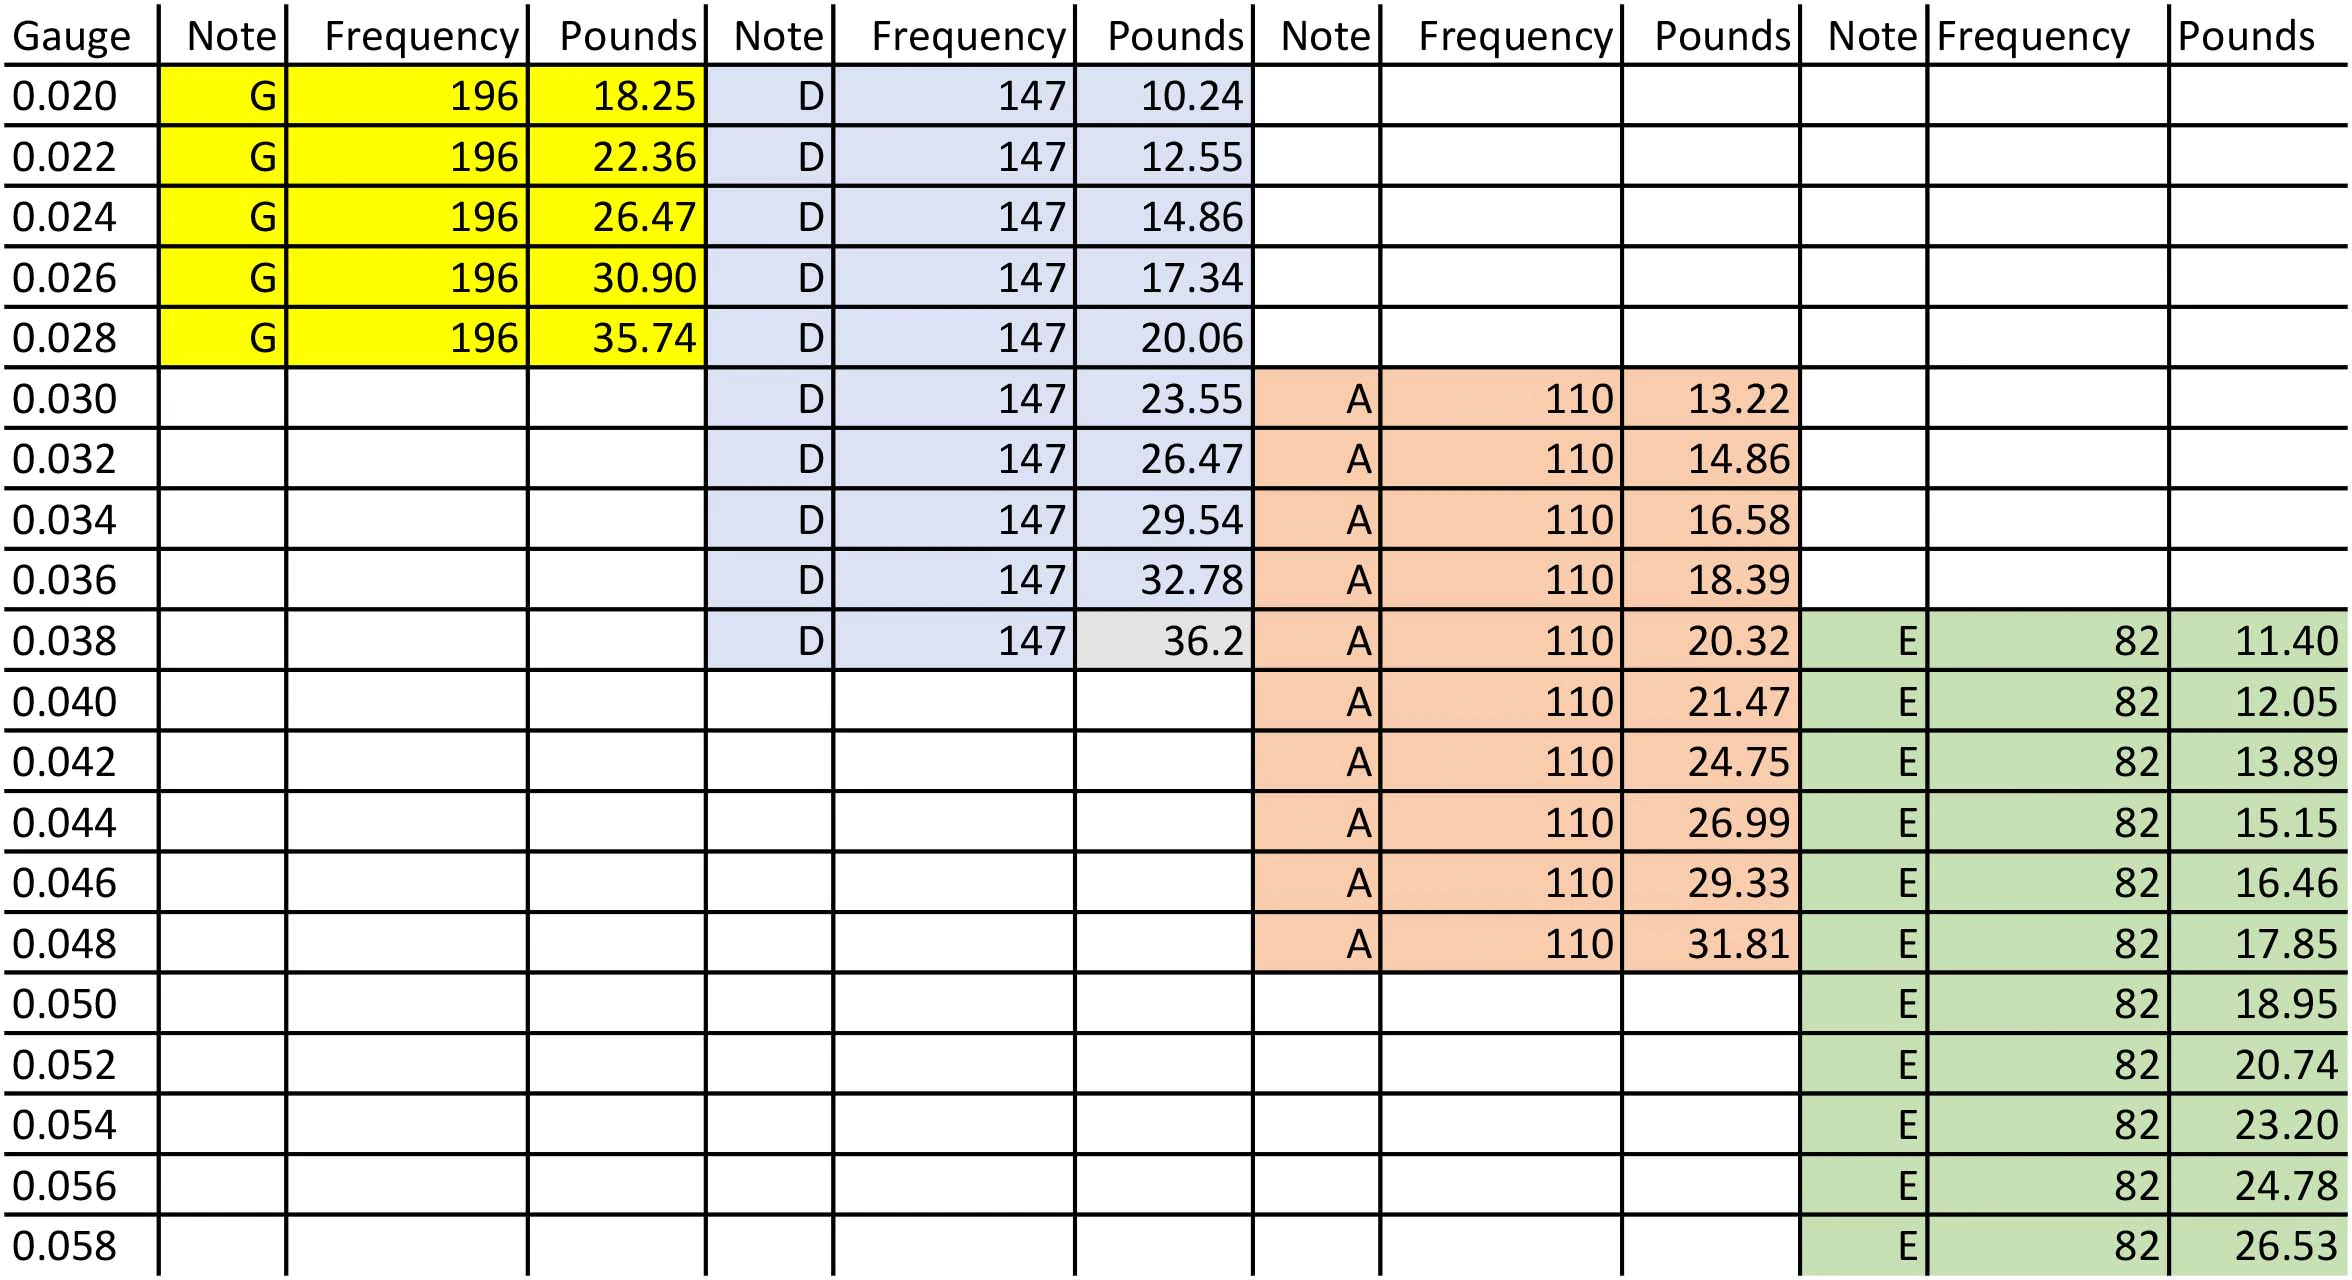 Gauge Note Frequency Pounds Note Frequency Pounds Note Frequency Pounds Note Frequency Pounds
0.020 G 196 18.25 D 147 10.24
0.022 G 196 22.36 D 147 12.55
0.024 G 196 26.47 D 147 14.86
0.026 G 196 30.90 D 147 17.34
0.028 G 196 35.74 D 147 20.06
0.030 D 147 23.55 A 110 13.22
0.032 D 147 26.47 A 110 14.86
0.034 D 147 29.54 A 110 16.58
0.036 D 147 32.78 A 110 18.39
0.038 D 147 36.2 A 110 20.32 E 82 11.40
0.040 A 110 21.47 E 82 12.05
0.042 A 110 24.75 E 82 13.89
0.044 A 110 26.99 E 82 15.15
0.046 A 110 29.33 E 82 16.46
0.048 A 110 31.81 E 82 17.85
0.050 E 82 18.95
0.052 E 82 20.74
0.054 E 82 23.20
0.056 E 82 24.78
0.058 E 82 26.53